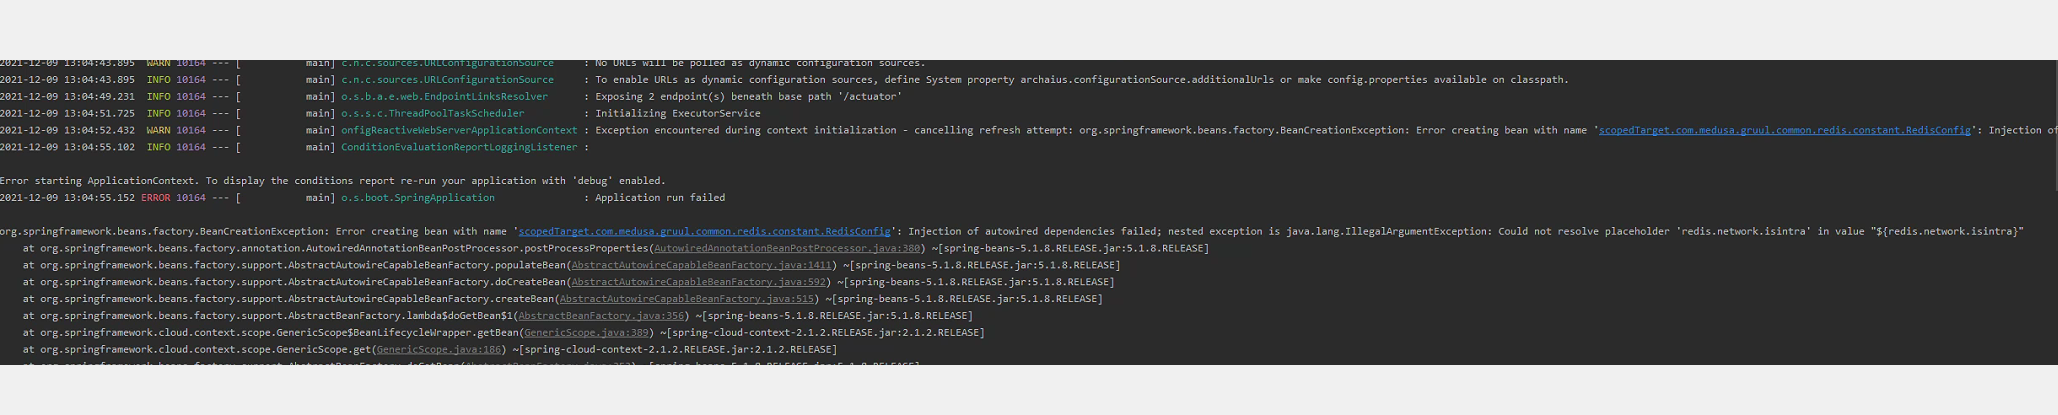 2021-12-09 13:04:43.895  WARN 10164 --- [           main] c.n.c.sources.URLConfigurationSource     : No URLs will be polled as dynamic configuration sources.
2021-12-09 13:04:43.895  INFO 10164 --- [           main] c.n.c.sources.URLConfigurationSource     : To enable URLs as dynamic configuration sources, define System property archaius.configurationSource.additionalUrls or make config.properties available on classpath.
2021-12-09 13:04:49.231  INFO 10164 --- [           main] o.s.b.a.e.web.EndpointLinksResolver      : Exposing 2 endpoint(s) beneath base path '/actuator'
2021-12-09 13:04:51.725  INFO 10164 --- [           main] o.s.s.c.ThreadPoolTaskScheduler          : Initializing ExecutorService
2021-12-09 13:04:52.432  WARN 10164 --- [           main] onfigReactiveWebServerApplicationContext : Exception encountered during context initialization - cancelling refresh attempt: org.springframework.beans.factory.BeanCreationException: Error creating bean with name 'scopedTarget.com.medusa.gruul.common.redis.constant.RedisConfig': Injection of
2021-12-09 13:04:55.102  INFO 10164 --- [           main] ConditionEvaluationReportLoggingListener :
Error starting ApplicationContext. To display the conditions report re-run your application with 'debug' enabled.
2021-12-09 13:04:55.152 ERROR 10164 --- [           main] o.s.boot.SpringApplication               : Application run failed
org.springframework.beans.factory.BeanCreationException: Error creating bean with name 'scopedTarget.com.medusa.gruul.common.redis.constant.RedisConfig': Injection of autowired dependencies failed; nested exception is java.lang.IllegalArgumentException: Could not resolve placeholder 'redis.network.isintra' in value "${redis.network.isintra}"
at org.springframework.beans.factory.annotation.AutowiredAnnotationBeanPostProcessor.postProcessProperties(AutowiredAnnotationBeanPostProcessor.java:380) ~[spring-beans-5.1.8.RELEASE.jar:5.1.8.RELEASE]
at org.springframework.beans.factory.support.AbstractAutowireCapableBeanFactory.populateBean(AbstractAutowireCapableBeanFactory.java:1411) ~[spring-beans-5.1.8.RELEASE.jar:5.1.8.RELEASE]
at org.springframework.beans.factory.support.AbstractAutowireCapableBeanFactory.doCreateBean(AbstractAutowireCapableBeanFactory.java:592) ~[spring-beans-5.1.8.RELEASE.jar:5.1.8.RELEASE]
at org.springframework.beans.factory.support.AbstractAutowireCapableBeanFactory.createBean(AbstractAutowireCapableBeanFactory.java:515) ~[spring-beans-5.1.8.RELEASE.jar:5.1.8.RELEASE]
at org.springframework.beans.factory.support.AbstractBeanFactory.lambda$doGetBean$1(AbstractBeanFactory.java:356) ~[spring-beans-5.1.8.RELEASE.jar:5.1.8.RELEASE]
at org.springframework.cloud.context.scope.GenericScope$BeanLifecycleWrapper.getBean(GenericScope.java:389) ~[spring-cloud-context-2.1.2.RELEASE.jar:2.1.2.RELEASE]
at org.springframework.cloud.context.scope.GenericScope.get(GenericScope.java:186) ~[spring-cloud-context-2.1.2.RELEASE.jar:2.1.2.RELEASE]